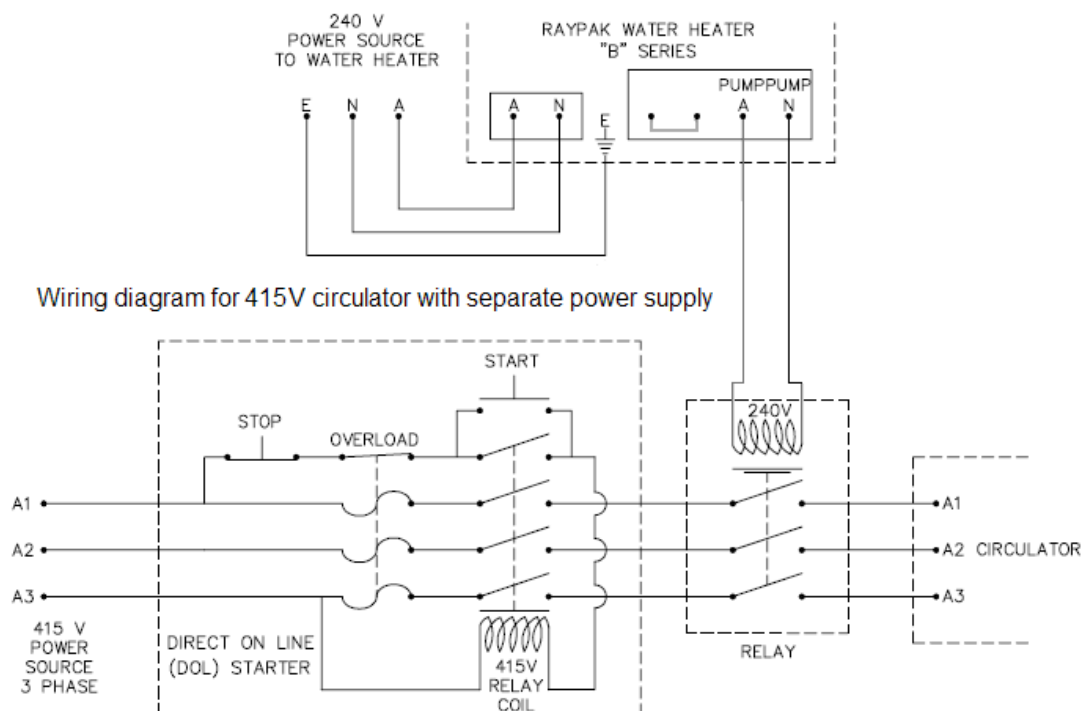 240 V
POWER SOURCE
TO WATER HEATER
RAYPAK WATER HEATER
"B" SERIES
PUMP PUMP
E N A
A N
E
A N
Wiring diagram for 415V circulator with separate power supply
START
STOP
OVERLOAD
240V
A1
A2
A3
A1
A2 CIRCULATOR
A3
415 V
POWER
SOURCE
3 PHASE
DIRECT ON LINE
(DOL) STARTER
415V
RELAY
COIL
RELAY